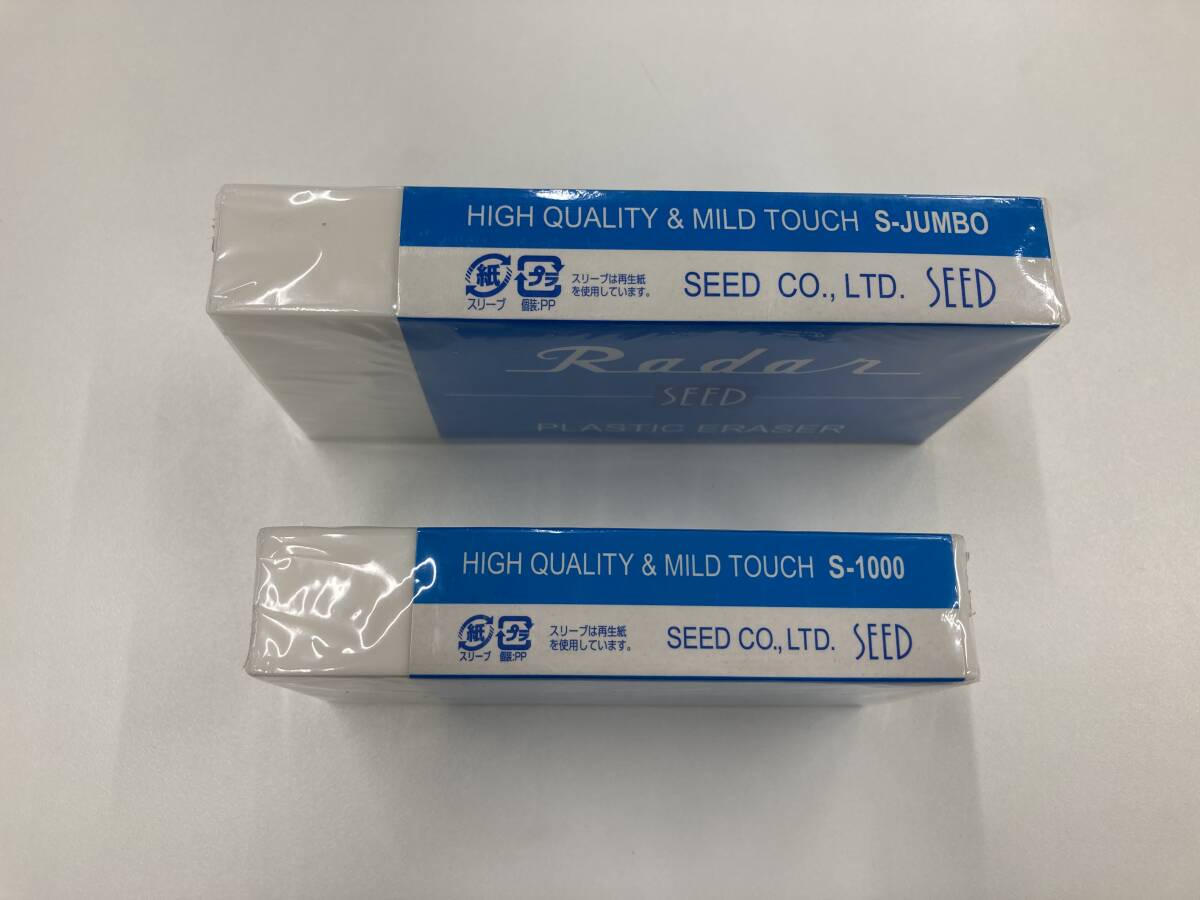 HIGH QUALITY & MILD TOUCH S-JUMBO
紙
スリーブ
プラ
個装:PP
スリーブは再生紙
を使用しています。
SEED CO., LTD. SEED
Radar
SEED
PLASTIC ERASER
HIGH QUALITY & MILD TOUCH S-1000
紙
スリーブ
プラ
個装:PP
スリーブは再生紙
を使用しています。
SEED CO., LTD. SEED